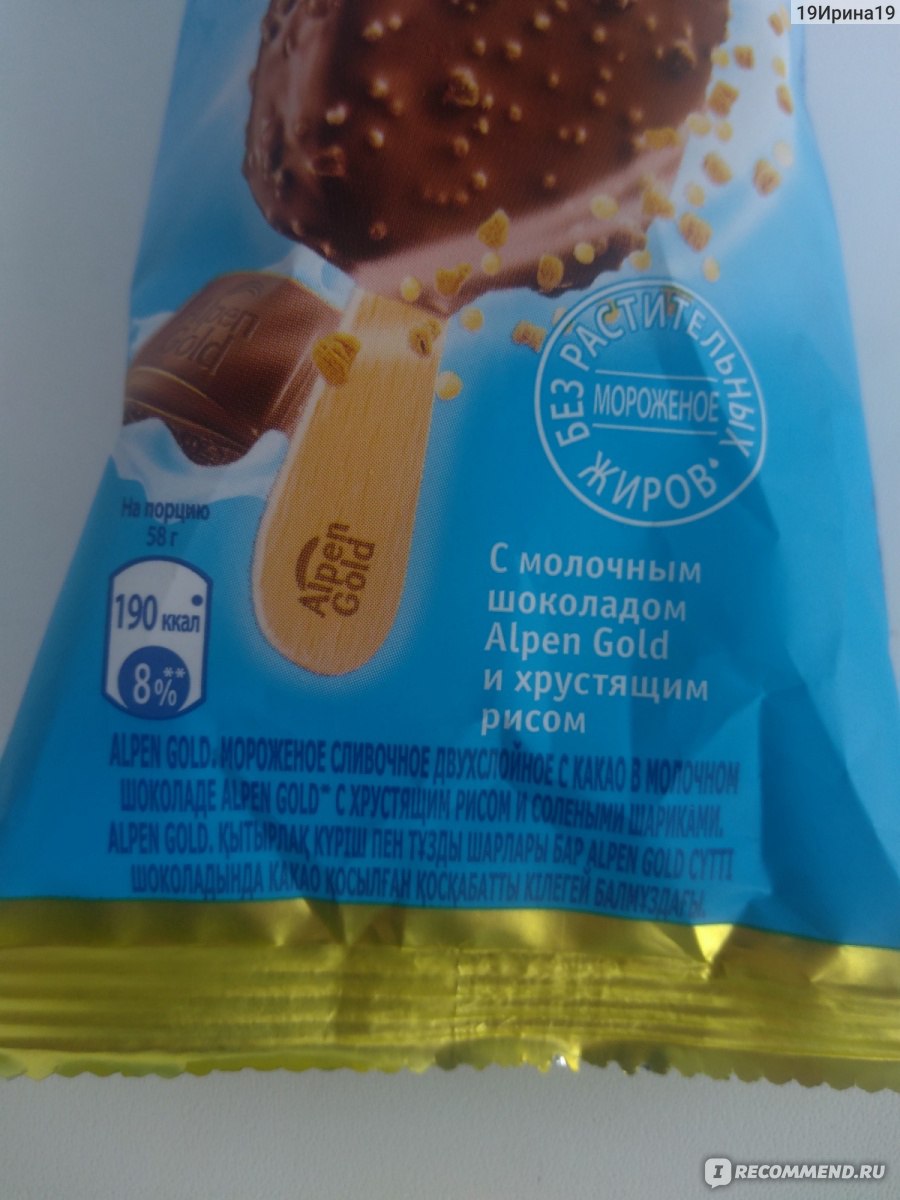 19Ирина19
Alpen
Gold
БЕЗ РАСТИТЕЛЬНЫХ ЖИРОВ
МОРОЖЕНОЕ
На порцию
58 г
190 ккал
8%**
Alpen
Gold
С молочным
шоколадом
Alpen Gold
и хрустящим
рисом
ALPEN GOLD. МОРОЖЕНОЕ СЛИВОЧНОЕ ДВУХСЛОЙНОЕ С КАКАО В МОЛОЧНОМ
ШОКОЛАДЕ ALPEN GOLD™ С ХРУСТЯЩИМ РИСОМ И СОЛЕНЫМИ ШАРИКАМИ.
ALPEN GOLD. ҚЫТЫРЛАҚ КҮРІШ ПЕН ТҰЗДЫ ШАРЛАРЫ БАР ALPEN GOLD СҮТТІ
ШОКОЛАДЫНДА КАКАО ҚОСЫЛҒАН ҚОСҚАБАТТЫ КІЛЕГЕЙ БАЛМҰЗДАҒЫ.
IRECOMMEND.RU